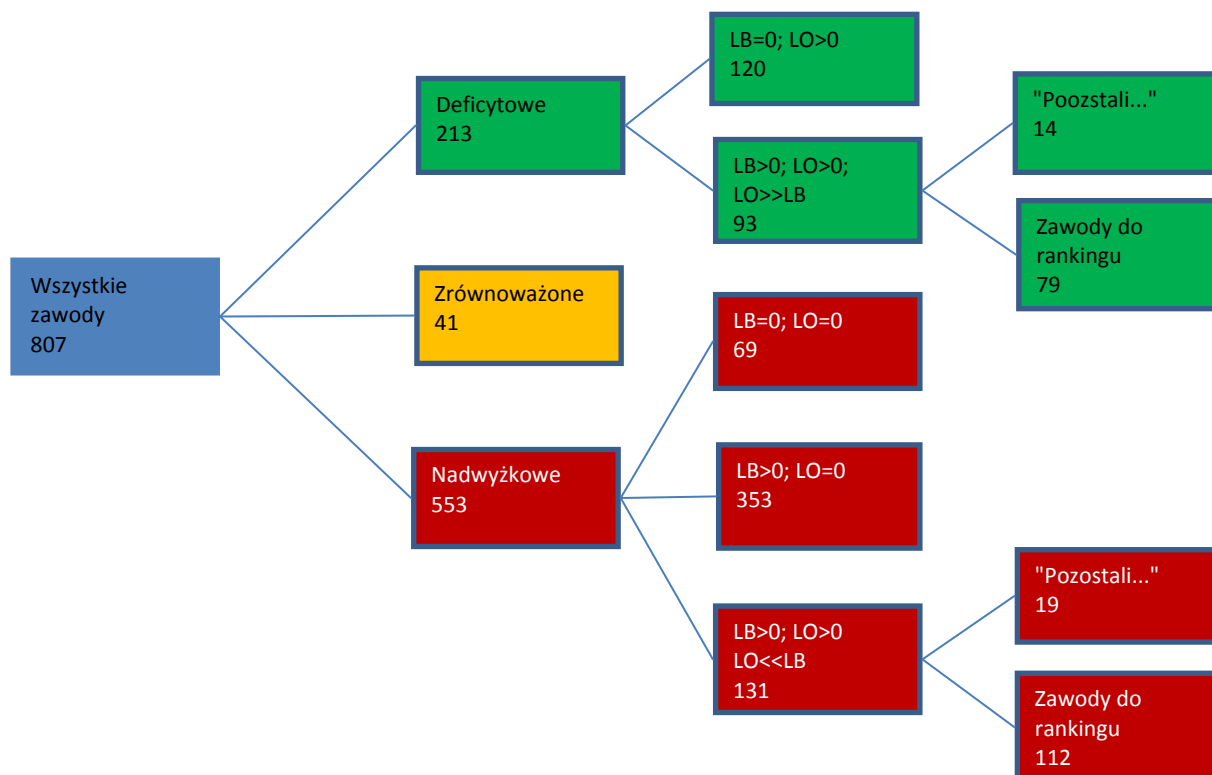 Wszystkie
zawody
807
Deficytowe
213
Zrównoważone
41
Nadwyżkowe
553
LB=0; LO>0
120
LB>0; LO>0;
LO>>LB
93
LB=0; LO=0
69
LB>0; LO=0
353
LB>0; LO>0
LO<<LB
131
"Poozstali..."
14
Zawody do
rankingu
79
"Pozostali..."
19
Zawody do
rankingu
112